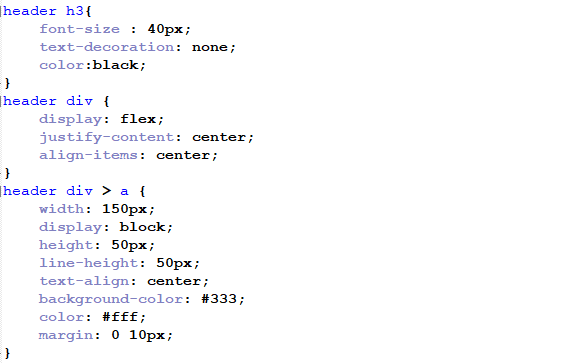 header h3{
    font-size : 40px;
    text-decoration: none;
    color:black;
}
header div {
    display: flex;
    justify-content: center;
    align-items: center;
}
header div > a {
    width: 150px;
    display: block;
    height: 50px;
    line-height: 50px;
    text-align: center;
    background-color: #333;
    color: #fff;
    margin: 0 10px;
}